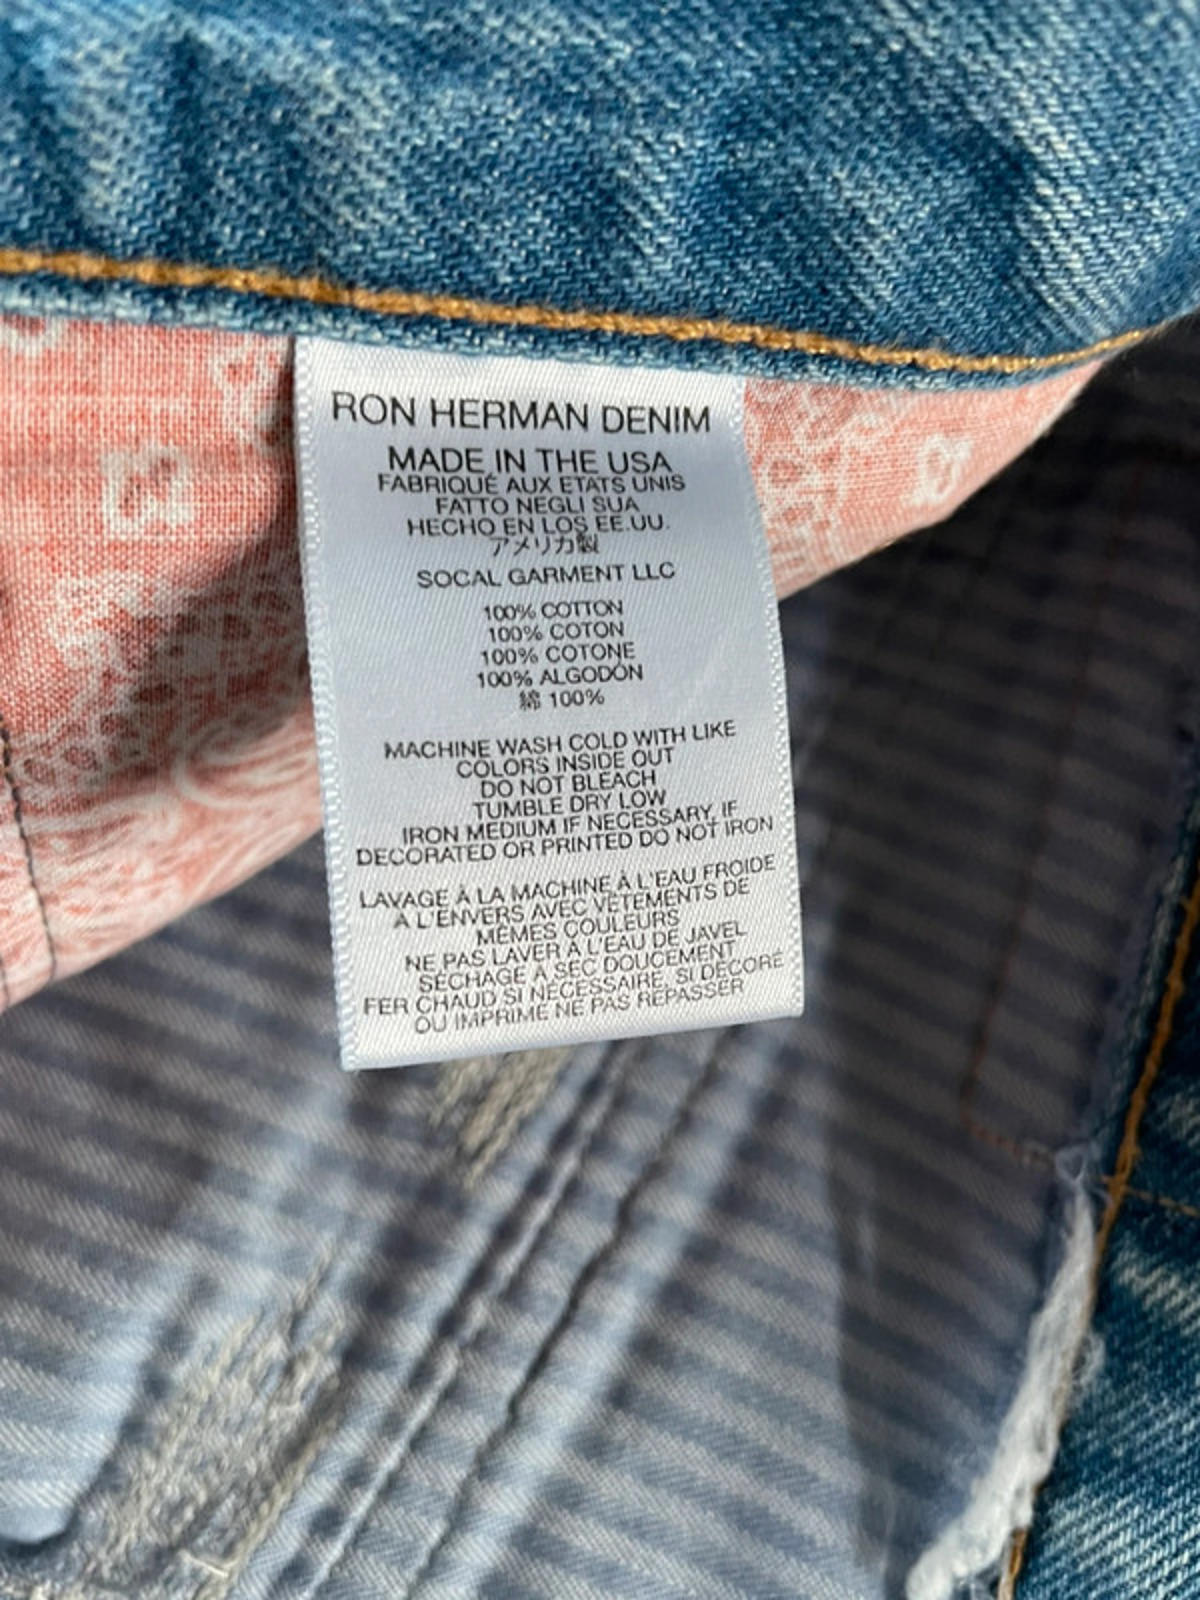 RON HERMAN DENIM
MADE IN THE USA
FABRIQUÉ AUX ETATS UNIS
FATTO NEGLI SUA
HECHO EN LOS EE.UU.
アメリカ製
SOCAL GARMENT LLC
100% COTTON
100% COTON
100% COTONE
100% ALGODÓN
綿 100%
MACHINE WASH COLD WITH LIKE
COLORS INSIDE OUT
DO NOT BLEACH
TUMBLE DRY LOW
IRON MEDIUM IF NECESSARY, IF
DECORATED OR PRINTED DO NOT IRON
LAVAGE À LA MACHINE À L'EAU FROIDE
À L'ENVERS AVEC VÊTEMENTS DE
MÊMES COULEURS
NE PAS LAVER À L'EAU DE JAVEL
SÉCHAGE À SEC DOUCEMENT
FER CHAUD SI NÉCESSAIRE, SI DÉCORÉ
OU IMPRIMÉ NE PAS REPASSER